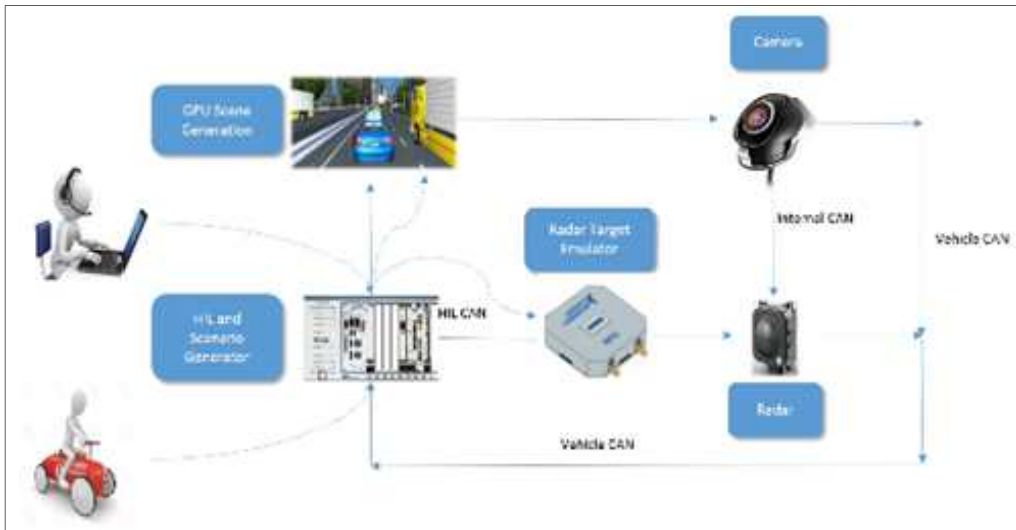 Camera
GPU Scene
Generation
Internal CAN
Radar Target
Emulator
Vehicle CAN
HIL and
Scenario
Generator
HIL CAN
Radar
Vehicle CAN